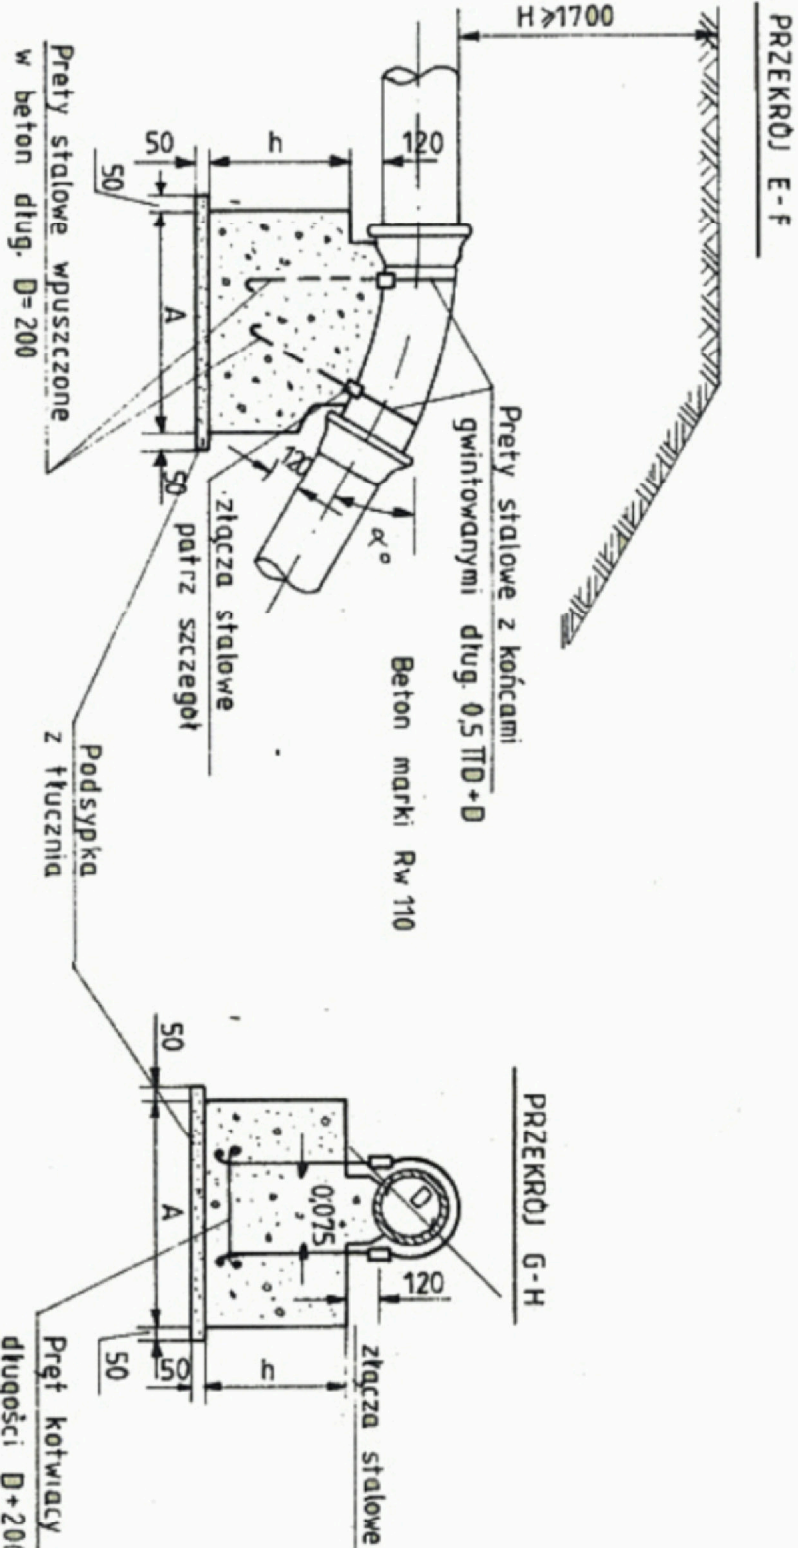 PRZEKRÓJ E-F
H≥1700
120
h
50
50
A
50
120
α°
Pręty stalowe z końcami
gwintowanymi dług. 0,5 ΠD+D
Beton marki Rw 110
złącza stalowe
patrz szczegół
Pręty stalowe wpuszczone
w beton dług. D=200
Podsypka
z tłucznia
PRZEKRÓJ G-H
D
0,075
120
50
A
50
50
h
złącza stalowe
Pręt kotwiący
długości D+200